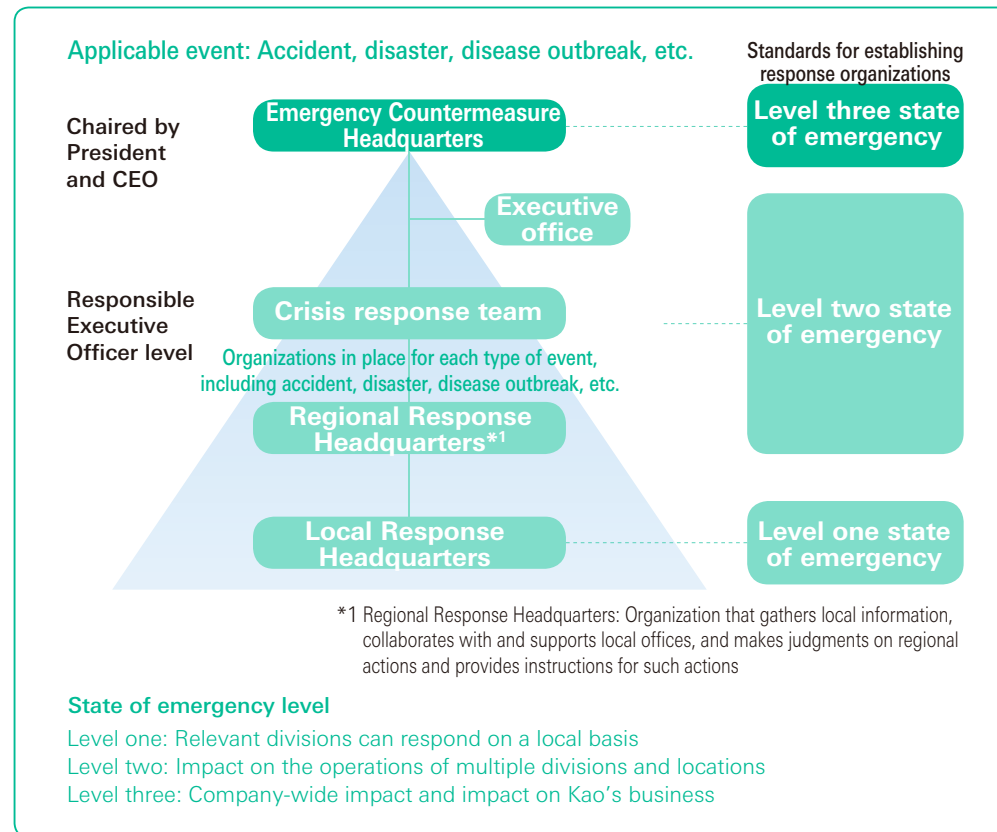 Applicable event: Accident, disaster, disease outbreak, etc.
Standards for establishing
response organizations
Chaired by
President
and CEO
Emergency Countermeasure
Headquarters
Level three state
of emergency
Executive
office
Responsible
Executive
Officer level
Crisis response team
Level two state
of emergency
Organizations in place for each type of event,
including accident, disaster, disease outbreak, etc.
Regional Response
Headquarters*1
Local Response
Headquarters
Level one state
of emergency
*1 Regional Response Headquarters: Organization that gathers local information,
collaborates with and supports local offices, and makes judgments on regional
actions and provides instructions for such actions
State of emergency level
Level one: Relevant divisions can respond on a local basis
Level two: Impact on the operations of multiple divisions and locations
Level three: Company-wide impact and impact on Kao's business